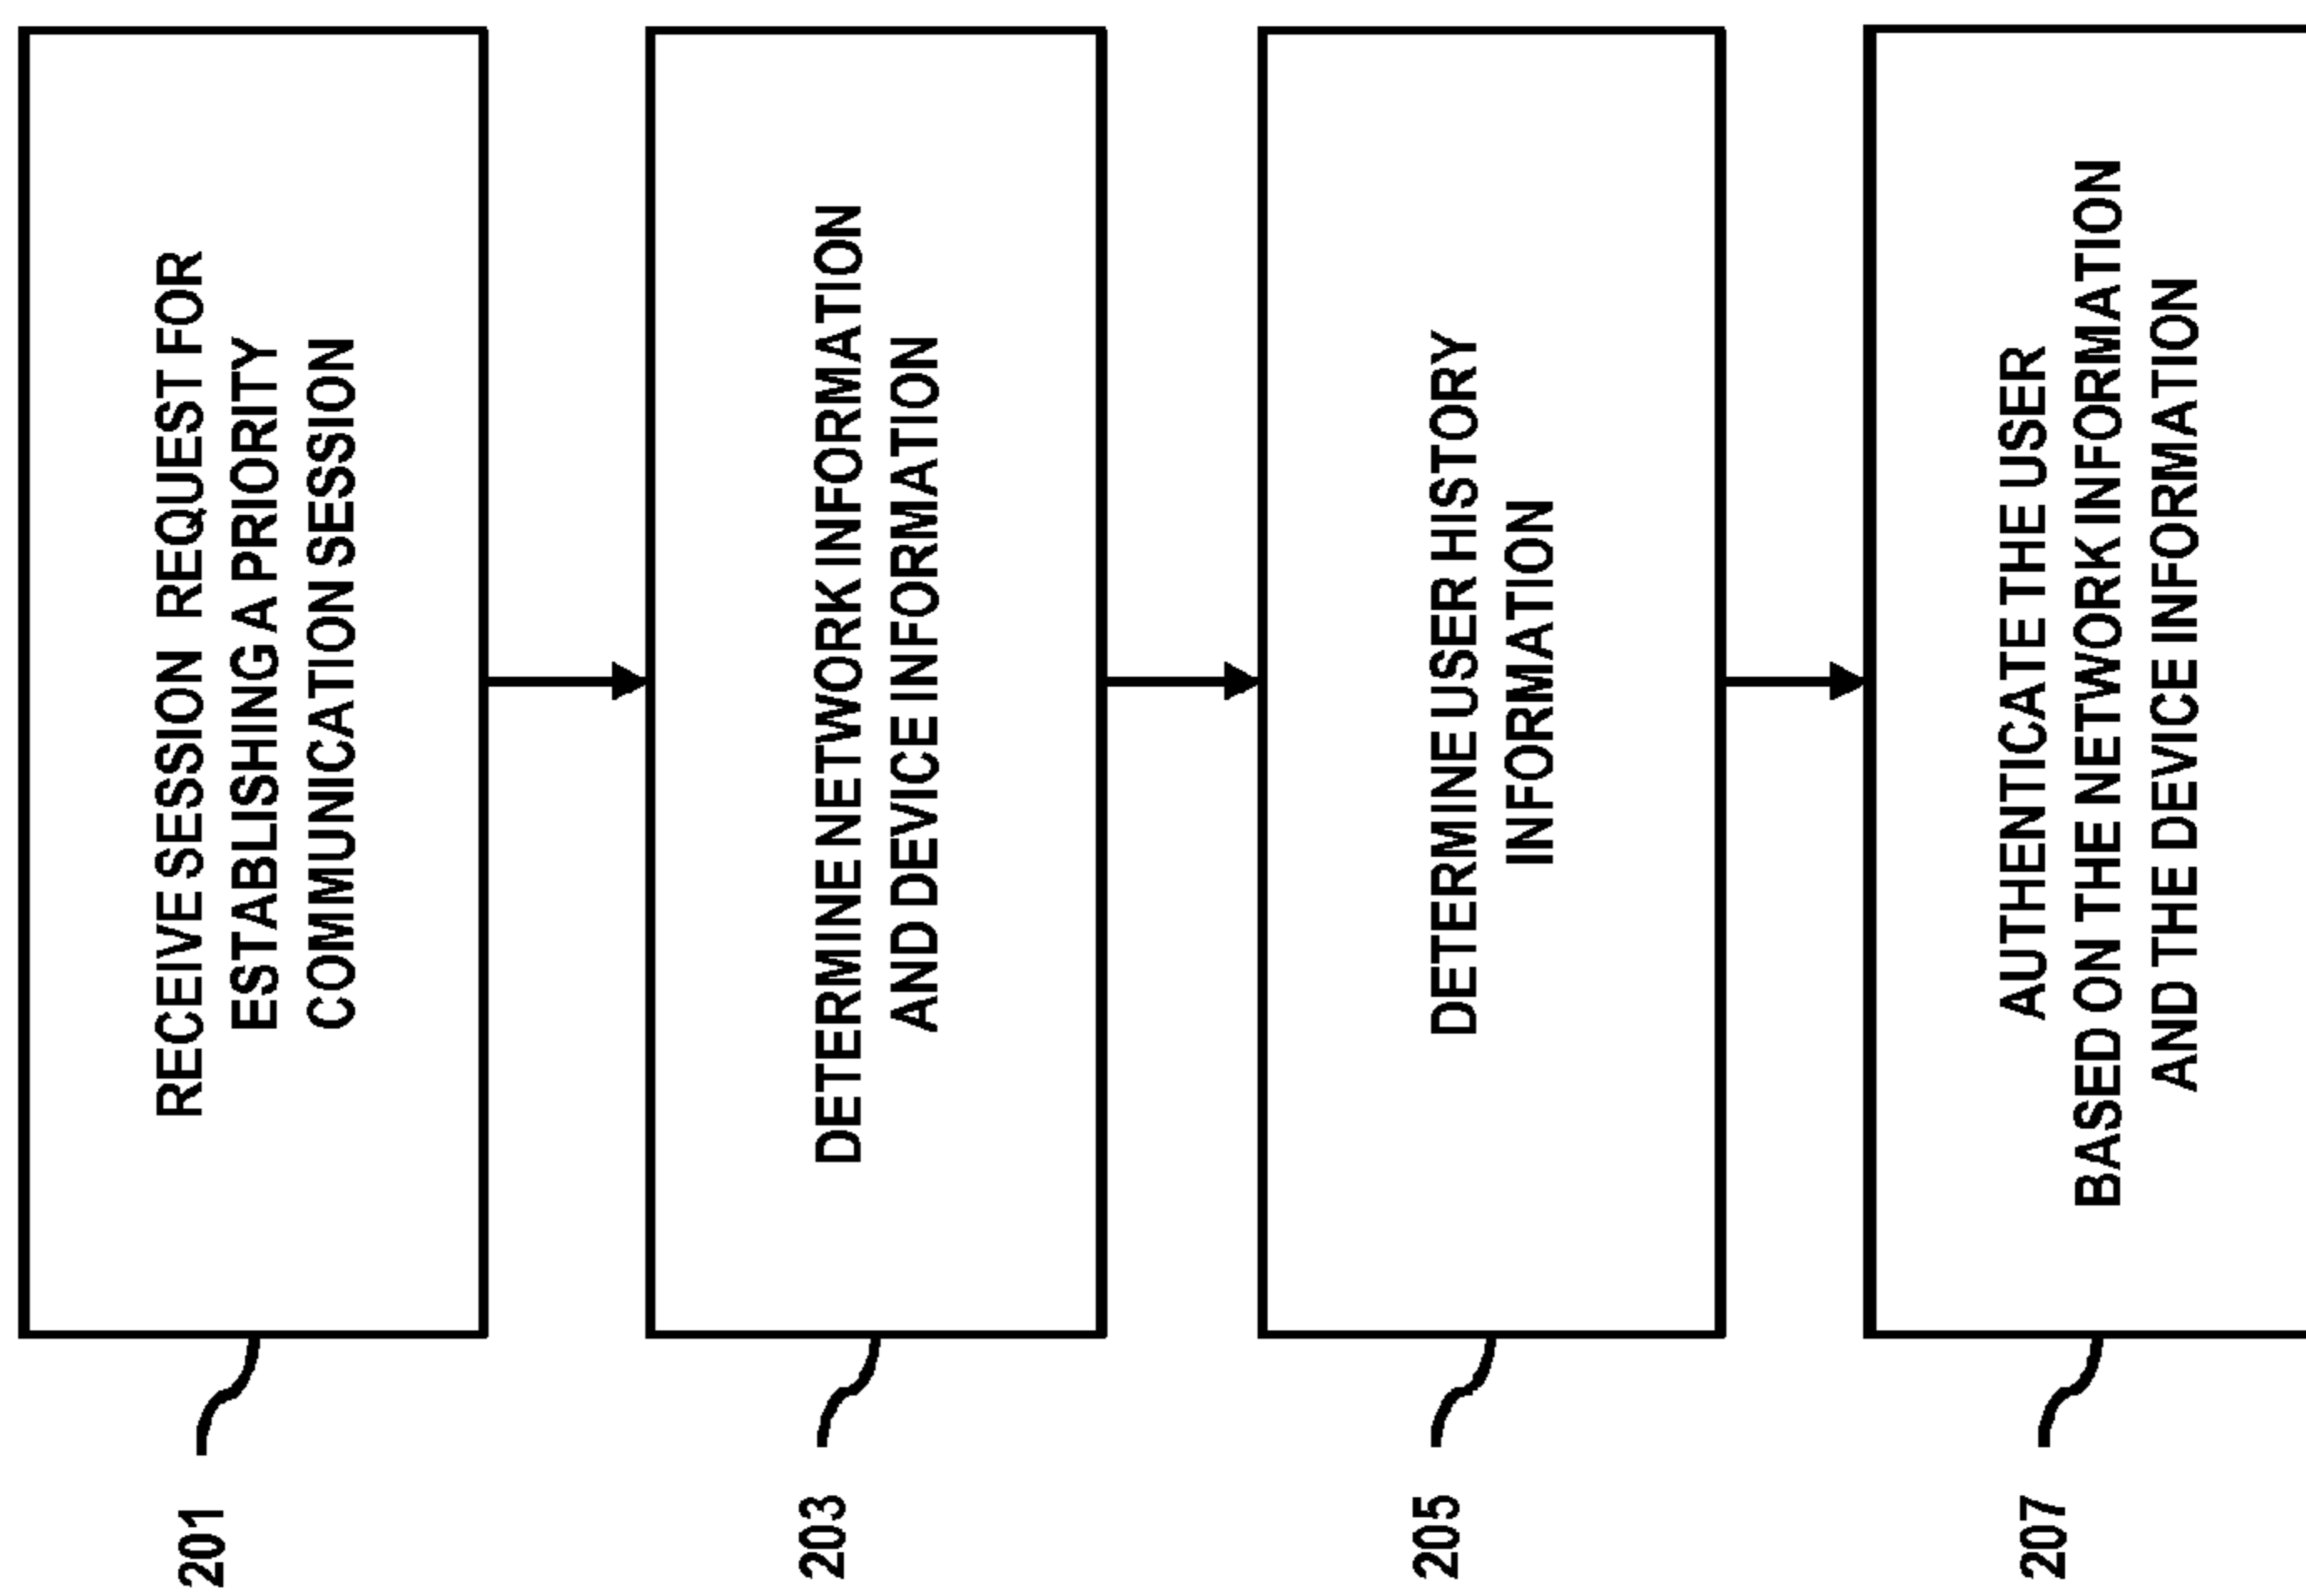 RECEIVE SESSION REQUEST FOR
ESTABLISHING A PRIORITY
COMMUNICATION SESSION
201
DETERMINE NETWORK INFORMATION
AND DEVICE INFORMATION
203
DETERMINE USER HISTORY
INFORMATION
205
AUTHENTICATE THE USER
BASED ON THE NETWORK INFORMATION
AND THE DEVICE INFORMATION
207